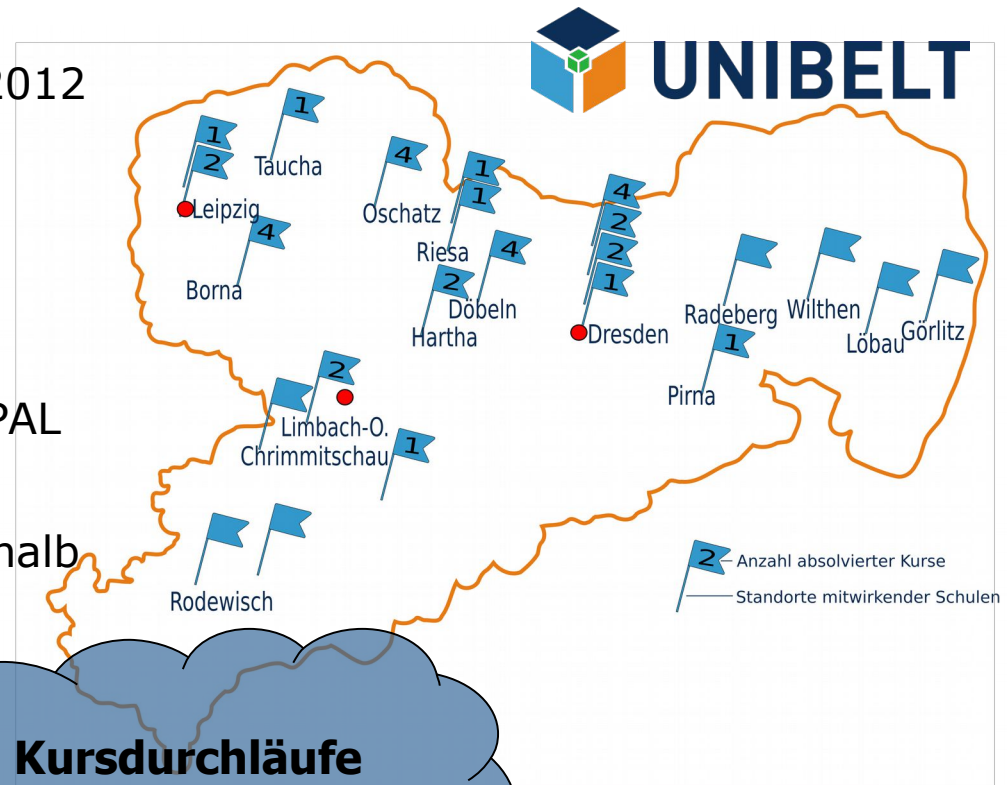 2012
UNIBELT
1
1
2
Taucha
4
1
1
4
2
2
1
Leipzig
Oschatz
4
Riesa
4
Borna
2
Döbeln
Hartha
Dresden
Radeberg
Wilthen
Löbau
Görlitz
1
Pirna
2
PAL
Limbach-O.
Chrimmitschau
1
halb
Rodewisch
2
Anzahl absolvierter Kurse
Standorte mitwirkender Schulen
Kursdurchläufe